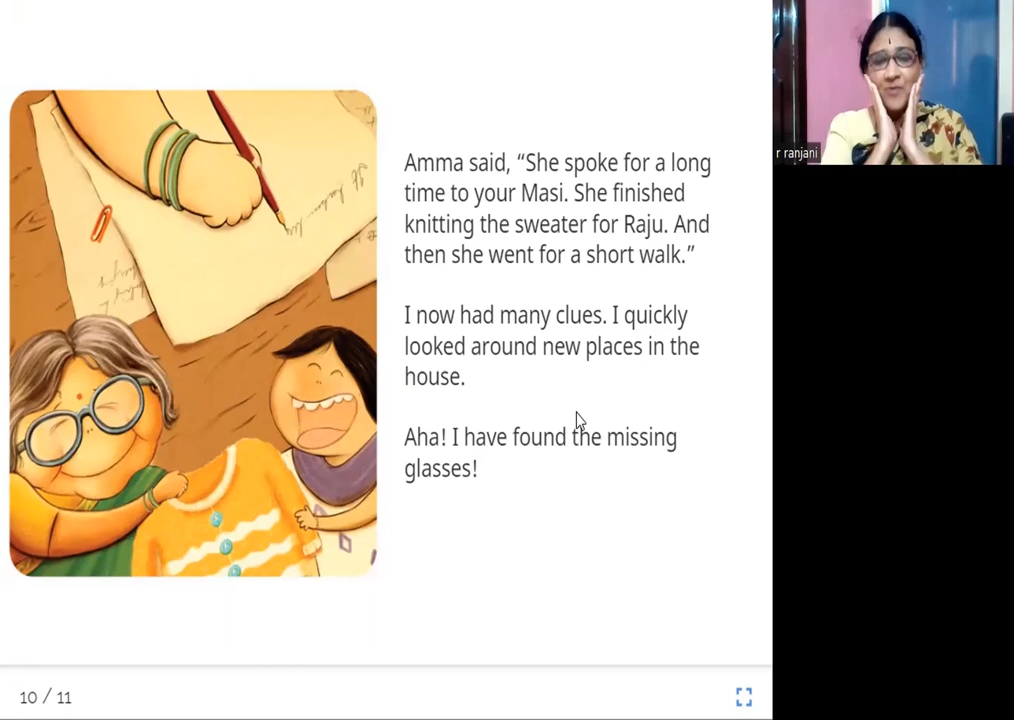 Amma said, “She spoke for a long
time to your Masi. She finished
knitting the sweater for Raju. And
then she went for a short walk.”
I now had many clues. I quickly
looked around new places in the
house.
Aha! I have found the missing
glasses!
10 / 11
r ranjani